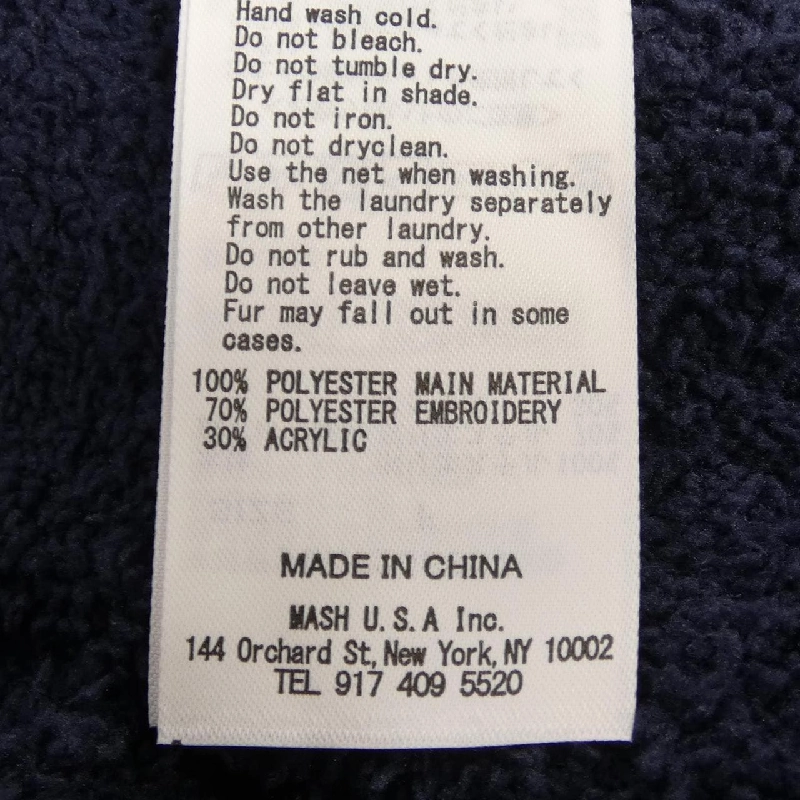 Hand wash cold.
Do not bleach.
Do not tumble dry.
Dry flat in shade.
Do not iron.
Do not dryclean.
Use the net when washing.
Wash the laundry separately
from other laundry.
Do not rub and wash.
Do not leave wet.
Fur may fall out in some
cases.
100% POLYESTER MAIN MATERIAL
70% POLYESTER EMBROIDERY
30% ACRYLIC
MADE IN CHINA
MASH U.S.A Inc.
144 Orchard St, New York, NY 10002
TEL 917 409 5520